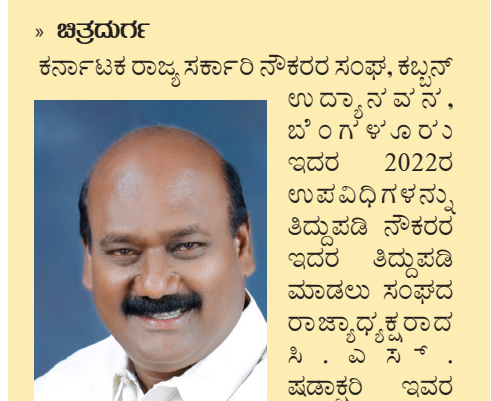 » ಚಿತ್ರದುರ್ಗ
ಕರ್ನಾಟಕ ರಾಜ್ಯ ಸರ್ಕಾರಿ ನೌಕರರ ಸಂಘ, ಕಬ್ಬನ್
ಉದ್ಯಾನವನ,
ಬೆಂಗಳೂರು
ಇದರ 2022ರ
ಉಪವಿಧಿಗಳನ್ನು
ತಿದ್ದುಪಡಿ ನೌಕರರ
ಇದರ ತಿದ್ದುಪಡಿ
ಮಾಡಲು ಸಂಘದ
ರಾಜ್ಯಾಧ್ಯಕ್ಷರಾದ
ಸಿ.ಎಸ್.
ಷಡಾಕ್ಷರಿ ಇವರ